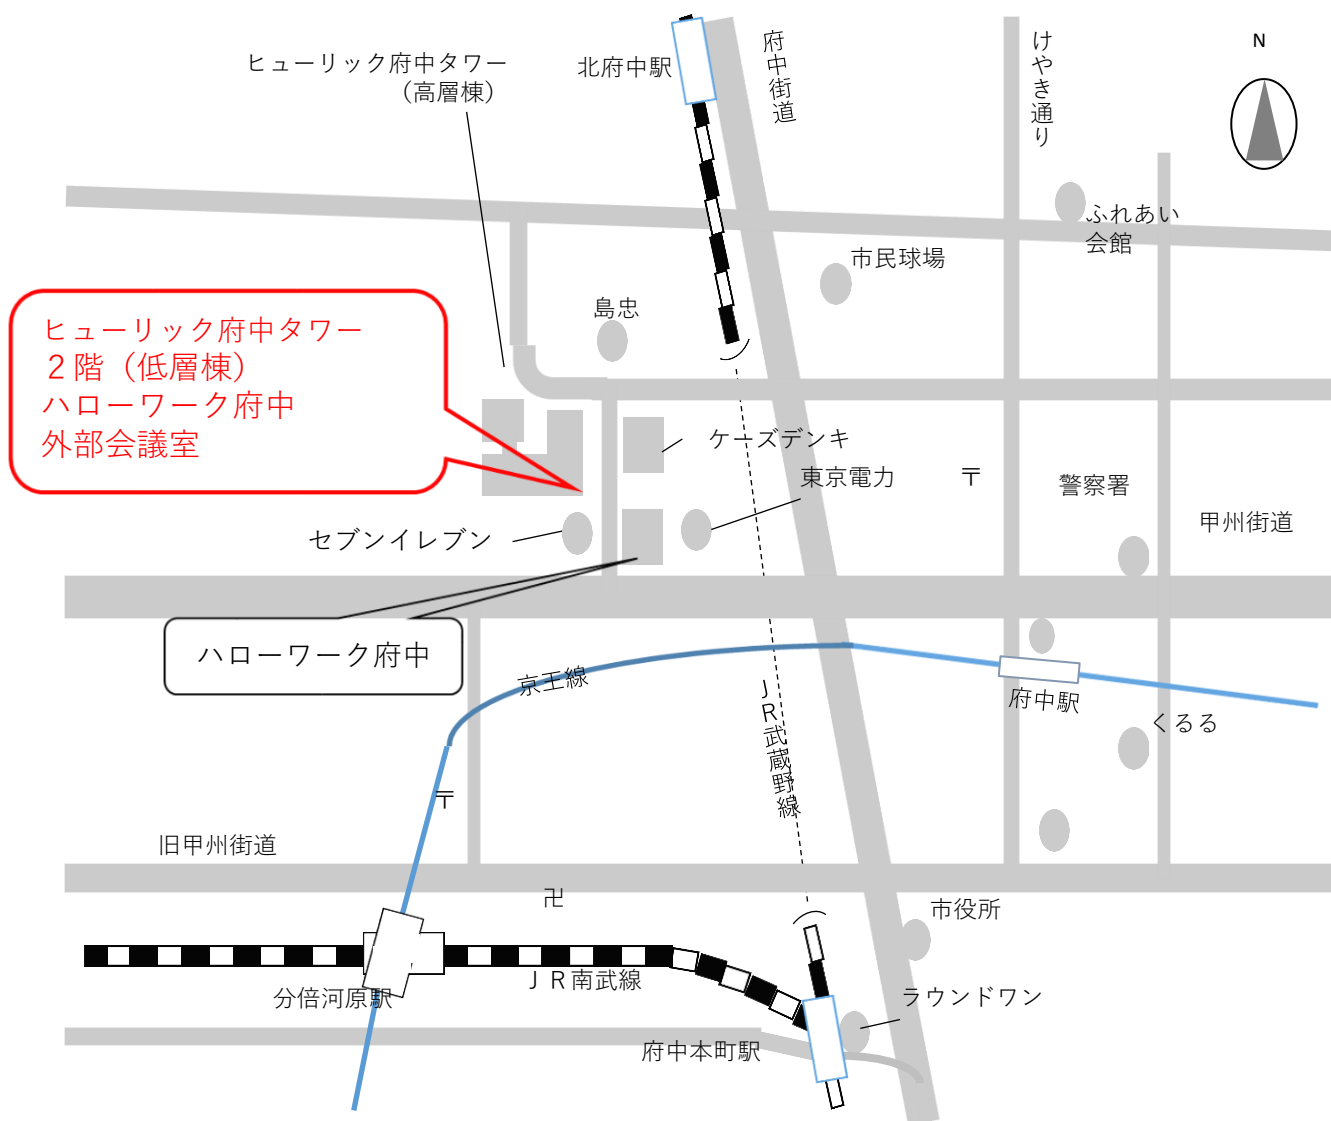 N
ヒューリック府中タワー
（高層棟）
北府中駅
府中街道
けやき通り
ふれあい
会館
市民球場
島忠
ヒューリック府中タワー
２階（低層棟）
ハローワーク府中
外部会議室
ケーズデンキ
東京電力
〒
警察署
甲州街道
セブンイレブン
ハローワーク府中
京王線
ＪＲ武蔵野線
府中駅
くるる
〒
旧甲州街道
卍
市役所
ＪＲ南武線
分倍河原駅
ラウンドワン
府中本町駅